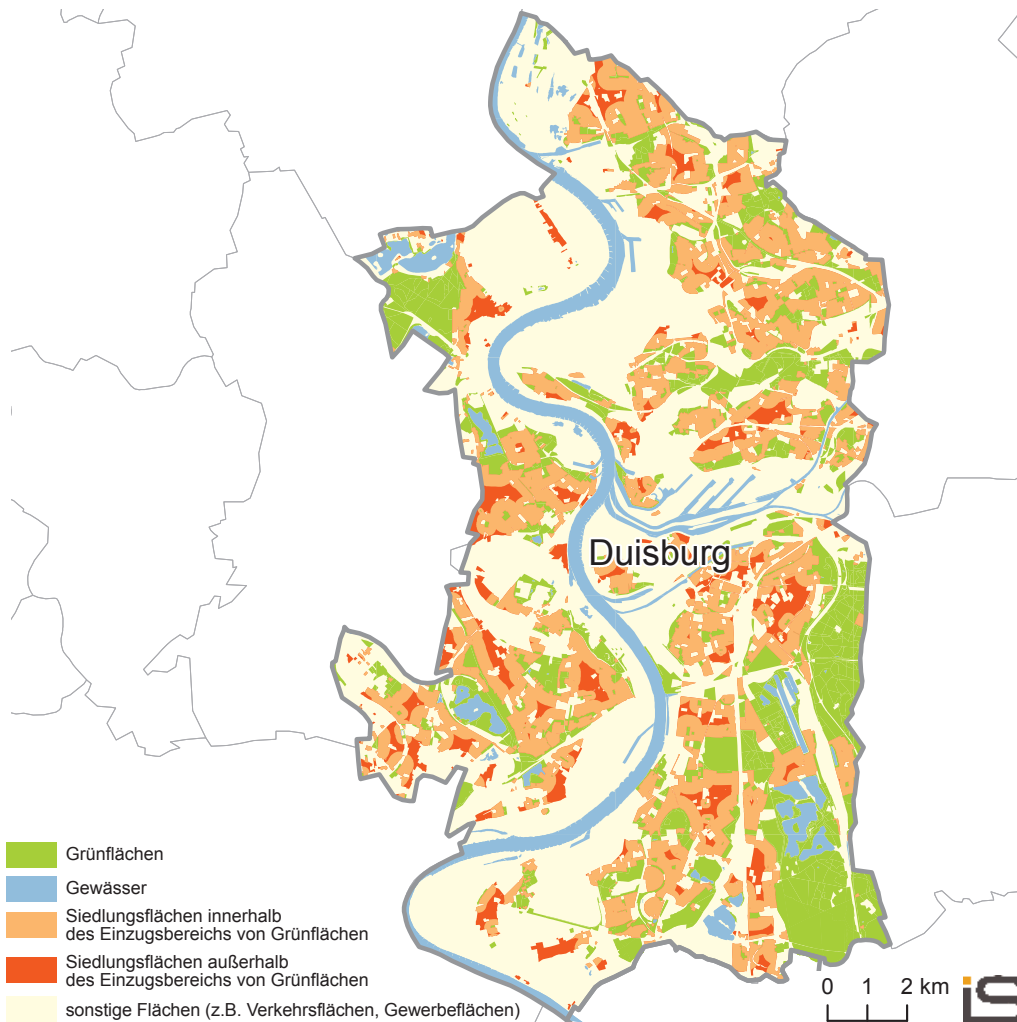 Duisburg
Grünflächen
Gewässer
Siedlungsflächen innerhalb
des Einzugsbereichs von Grünflächen
Siedlungsflächen außerhalb
des Einzugsbereichs von Grünflächen
sonstige Flächen (z.B. Verkehrsflächen, Gewerbeflächen)
0 1 2 km
is